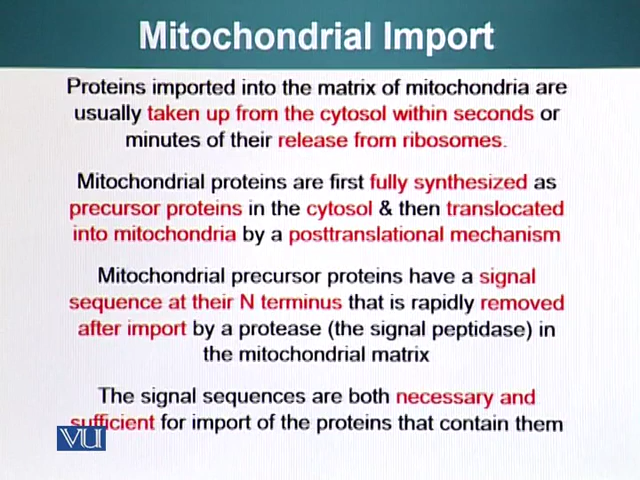 Mitochondrial Import
Proteins imported into the matrix of mitochondria are
usually taken up from the cytosol within seconds or
minutes of their release from ribosomes.
Mitochondrial proteins are first fully synthesized as
precursor proteins in the cytosol & then translocated
into mitochondria by a posttranslational mechanism
Mitochondrial precursor proteins have a signal
sequence at their N terminus that is rapidly removed
after import by a protease (the signal peptidase) in
the mitochondrial matrix
The signal sequences are both necessary and
sufficient for import of the proteins that contain them
VU